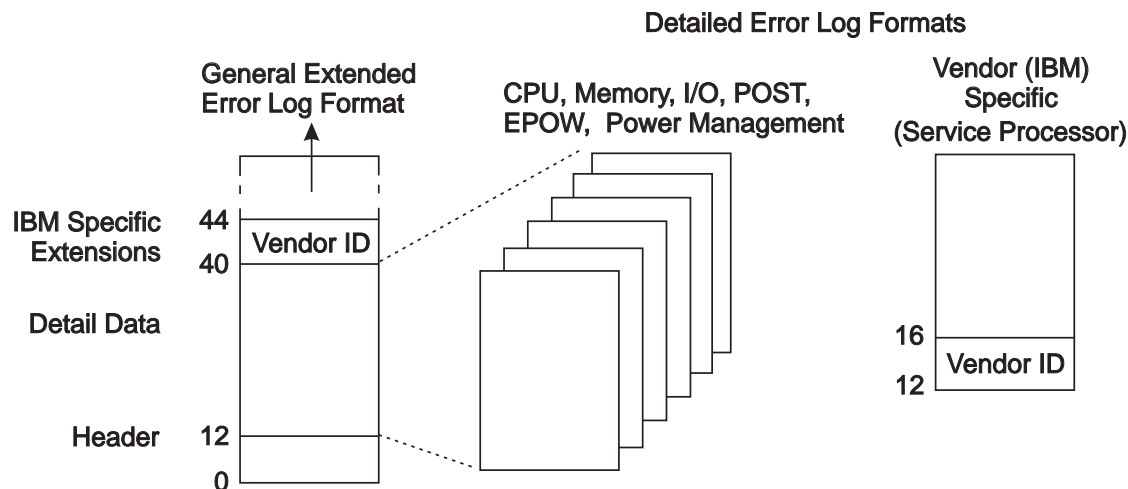 Detailed Error Log Formats
General Extended
Error Log Format
CPU, Memory, I/O, POST,
EPOW, Power Management
Vendor (IBM)
Specific
(Service Processor)
IBM Specific
Extensions
44
Vendor ID
40
Detail Data
Header
12
0
16
Vendor ID
12